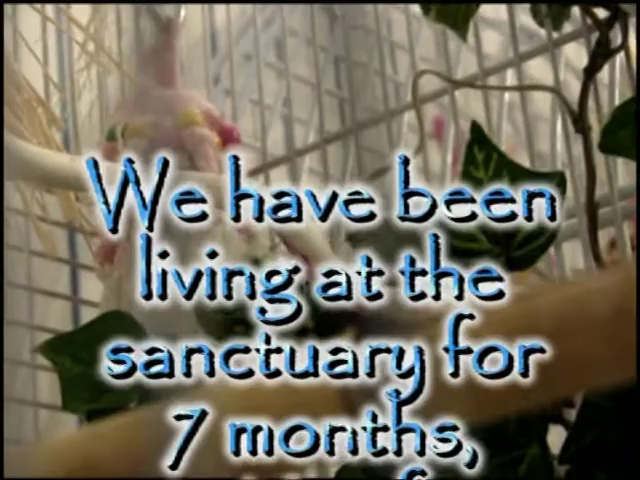 We have been
living at the
sanctuary for
7 months,